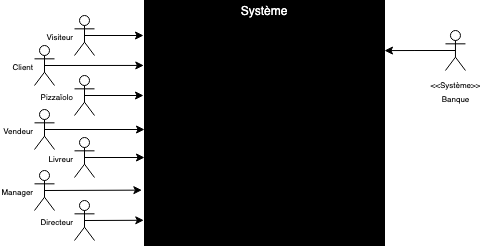 Système
Visiteur
Client
Pizzaïolo
Vendeur
Livreur
Manager
Directeur
<<Système>>
Banque